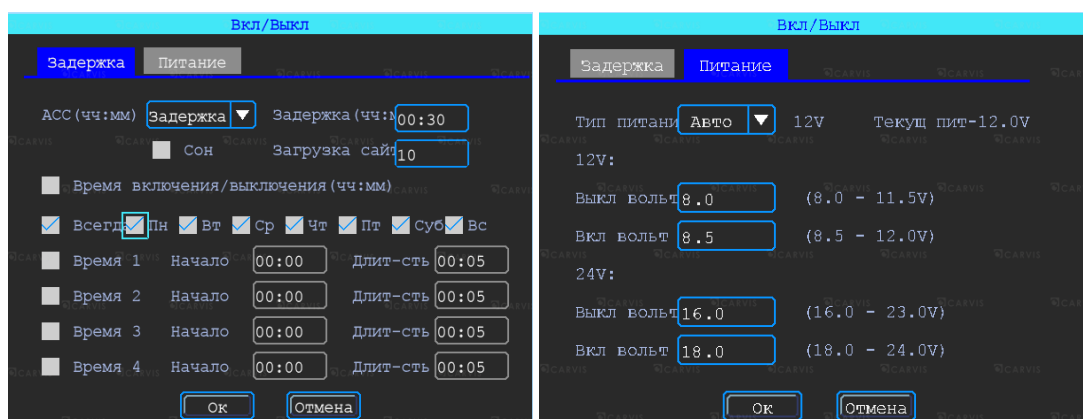 Вкл/Выкл
Задержка Питание
ACC(чч:мм) Задержка Задержка(чч: 00:30
Сон Загрузка сайт 10
Время включения/выключения(чч:мм)
Всегд Пн Вт Ср Чт Пт Суб Вс
Время 1 Начало 00:00 Длит-сть 00:05
Время 2 Начало 00:00 Длит-сть 00:05
Время 3 Начало 00:00 Длит-сть 00:05
Время 4 Начало 00:00 Длит-сть 00:05
Ок Отмена
Вкл/Выкл
Задержка Питание
Тип питани Авто 12V Текущ пит-12.0V
12V:
Выкл вольт 8.0 (8.0 - 11.5V)
Вкл вольт 8.5 (8.5 - 12.0V)
24V:
Выкл вольт 16.0 (16.0 - 23.0V)
Вкл вольт 18.0 (18.0 - 24.0V)
Ок Отмена
CARVIS